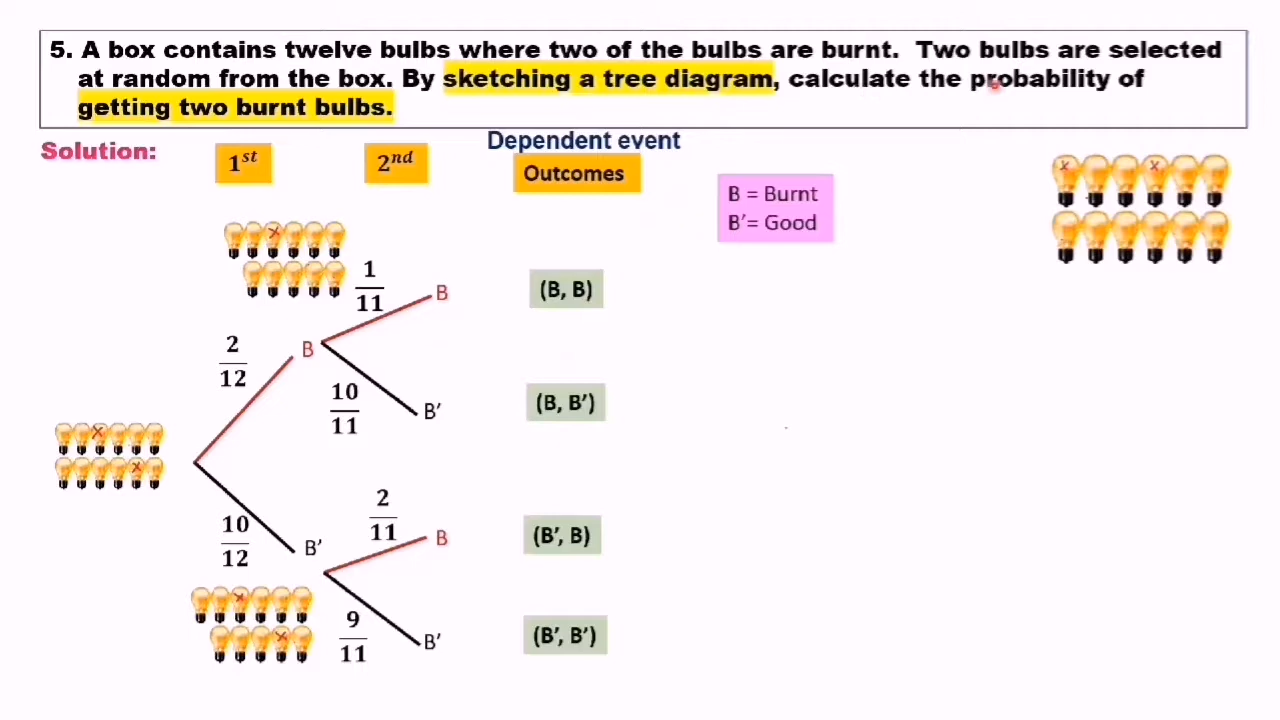 5. A box contains twelve bulbs where two of the bulbs are burnt. Two bulbs are selected
at random from the box. By sketching a tree diagram, calculate the probability of
getting two burnt bulbs.
Solution:
1st
2nd
Dependent event
Outcomes
B = Burnt
B′= Good
1/11
B
(B, B)
2/12
B
10/11
B′
(B, B′)
10/12
B′
2/11
B
(B′, B)
9/11
B′
(B′, B′)